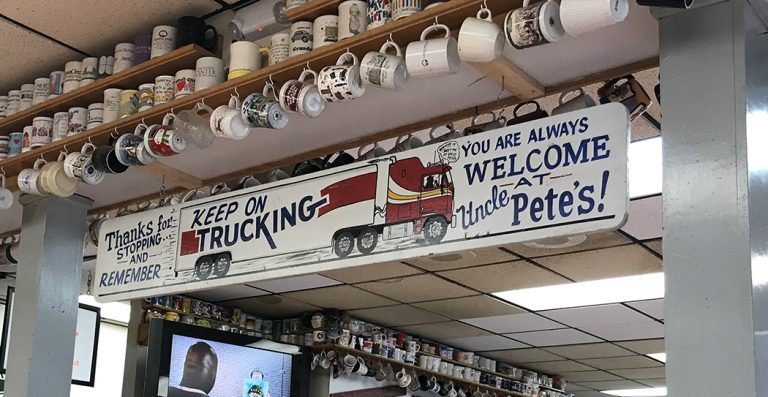 Thanks for
STOPPING...
AND
REMEMBER
KEEP ON
TRUCKING
YOU ARE ALWAYS
WELCOME
AT
Uncle Pete's!